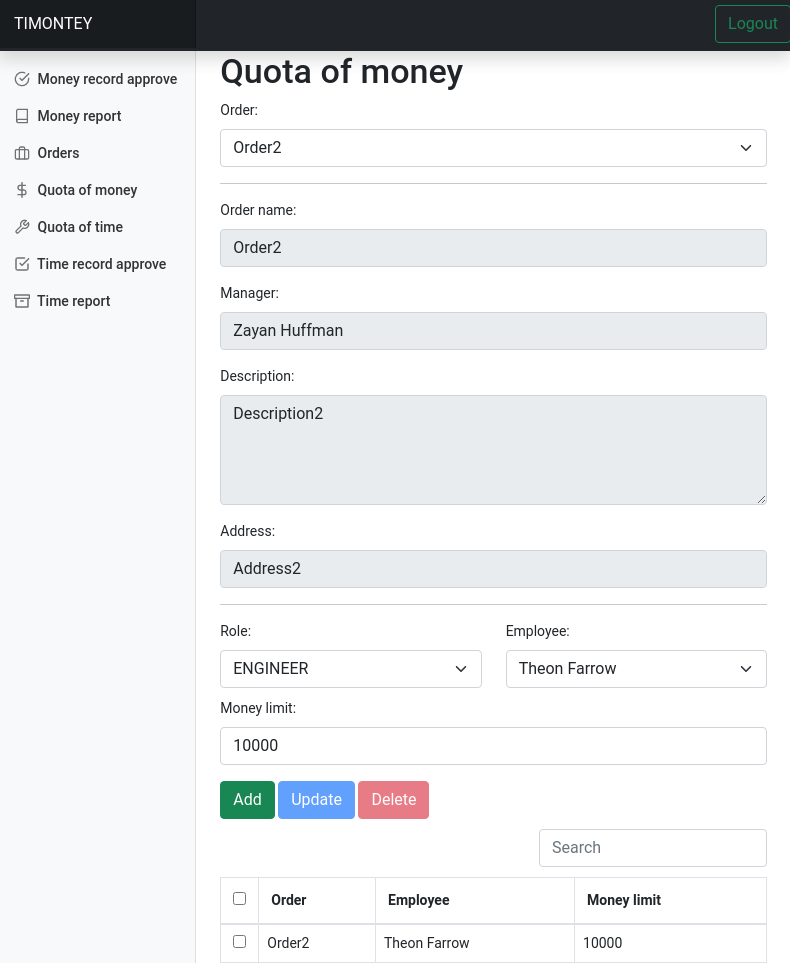 TIMONTEY
Logout
Money record approve
Money report
Orders
Quota of money
Quota of time
Time record approve
Time report
Quota of money
Order:
Order2
Order name:
Order2
Manager:
Zayan Huffman
Description:
Description2
Address:
Address2
Role: Employee:
ENGINEER Theon Farrow
Money limit:
10000
Add Update Delete
Search
Order Employee Money limit
Order2 Theon Farrow 10000